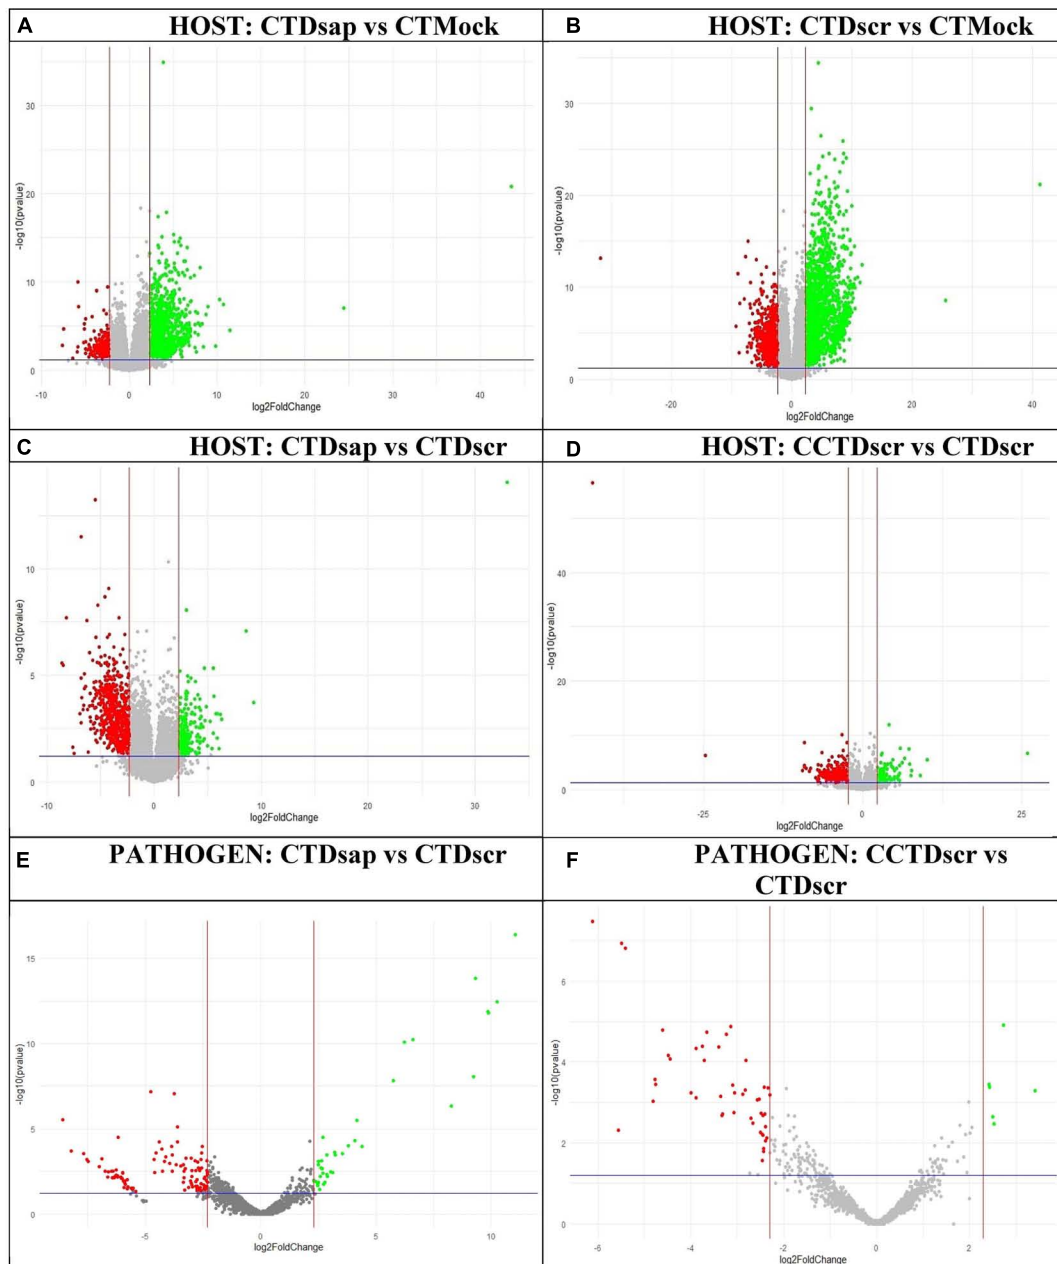 A HOST: CTDsap vs CTMock
-log10(pvalue)
30
20
10
0
-10 0 10 20 30 40
log2FoldChange
B HOST: CTDscr vs CTMock
-log10(pvalue)
30
20
10
0
-20 0 20 40
log2FoldChange
C HOST: CTDsap vs CTDscr
-log10(pvalue)
10
5
0
-10 0 10 20 30
log2FoldChange
D HOST: CCTDscr vs CTDscr
-log10(pvalue)
40
20
0
-25 0 25
log2FoldChange
E PATHOGEN: CTDsap vs CTDscr
-log10(pvalue)
15
10
5
0
-5 0 5 10
log2FoldChange
F PATHOGEN: CCTDscr vs
CTDscr
-log10(pvalue)
6
4
2
0
-6 -4 -2 0 2
log2FoldChange